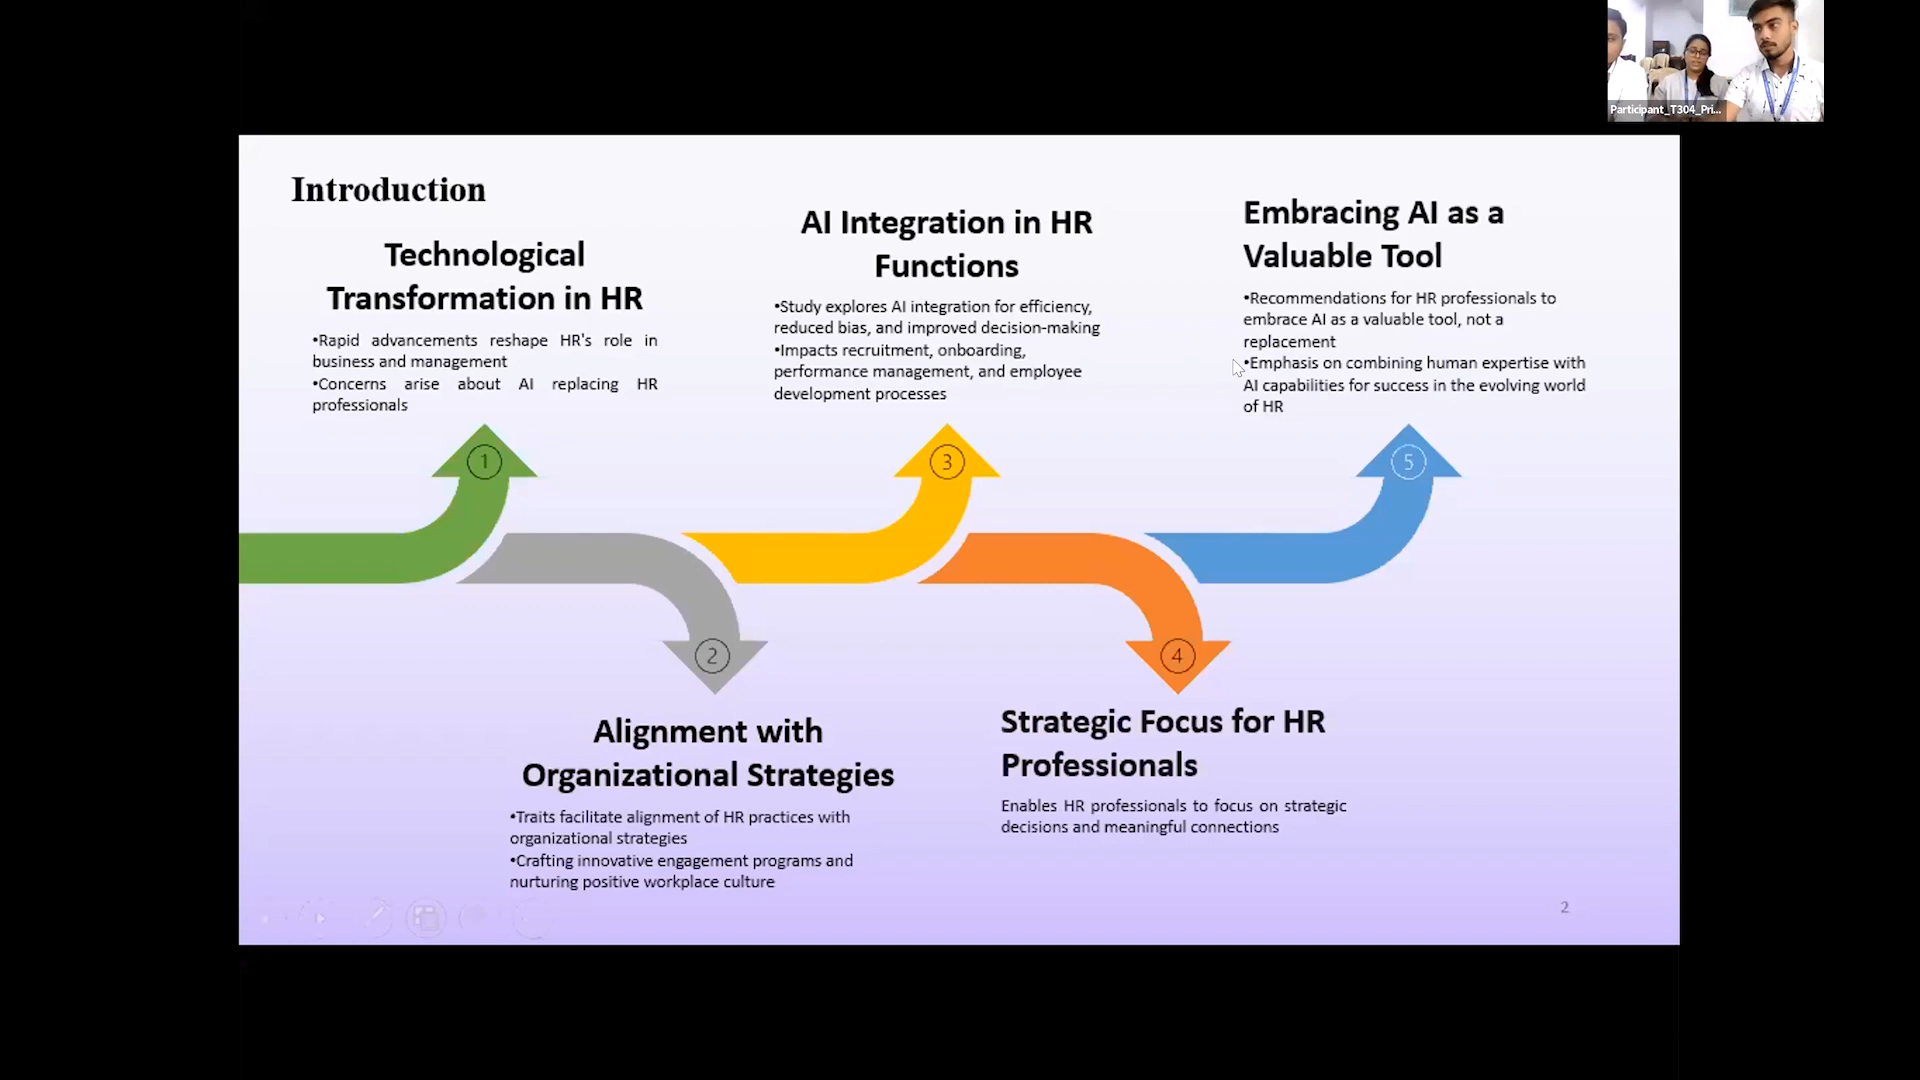 Participant_T304_Pri...
Introduction
Technological
Transformation in HR
•Rapid advancements reshape HR's role in
business and management
•Concerns arise about AI replacing HR
professionals
1
AI Integration in HR
Functions
•Study explores AI integration for efficiency,
reduced bias, and improved decision-making
•Impacts recruitment, onboarding,
performance management, and employee
development processes
3
Embracing AI as a
Valuable Tool
•Recommendations for HR professionals to
embrace AI as a valuable tool, not a
replacement
•Emphasis on combining human expertise with
AI capabilities for success in the evolving world
of HR
5
2
Alignment with
Organizational Strategies
•Traits facilitate alignment of HR practices with
organizational strategies
•Crafting innovative engagement programs and
nurturing positive workplace culture
4
Strategic Focus for HR
Professionals
Enables HR professionals to focus on strategic
decisions and meaningful connections
2